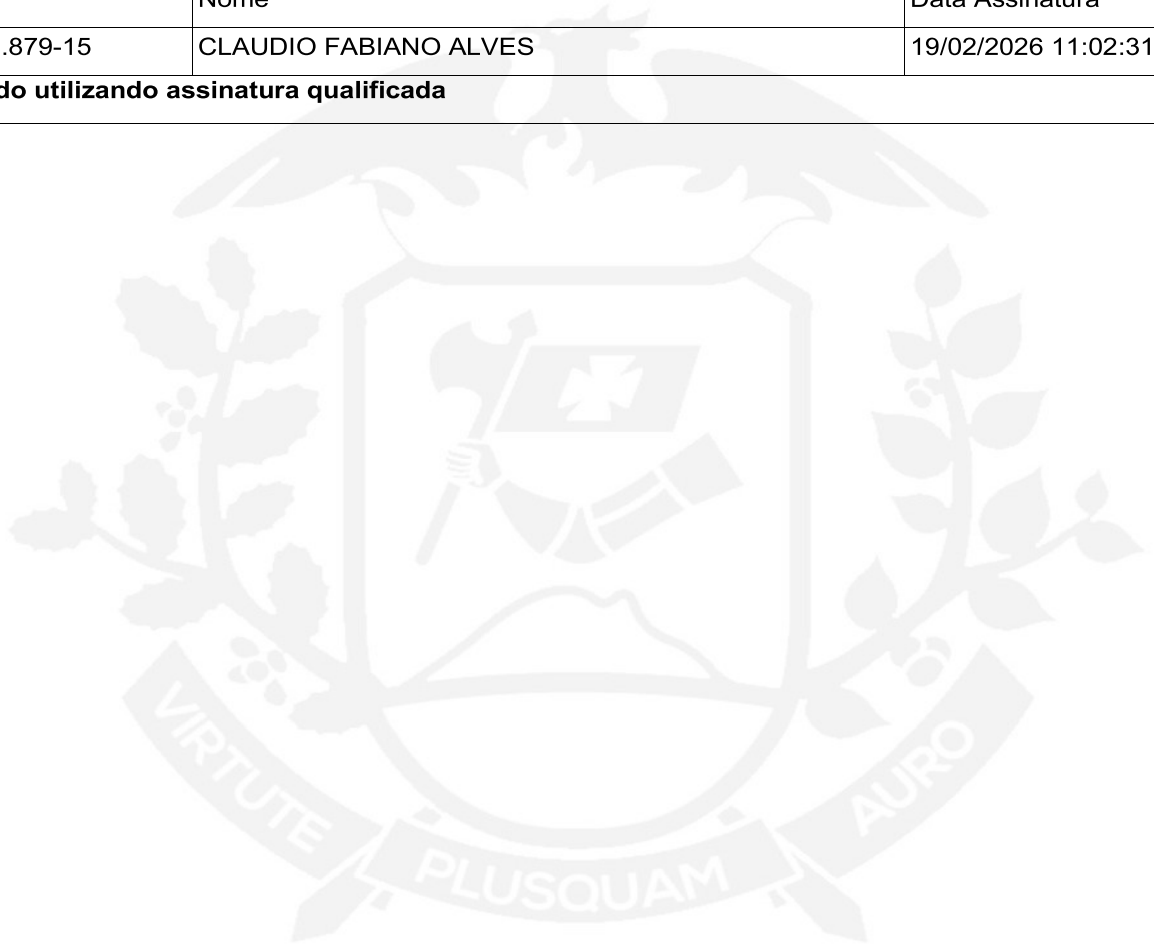 Nome Data Assinatura
.879-15 CLAUDIO FABIANO ALVES 19/02/2026 11:02:31
do utilizando assinatura qualificada
VIRTUTE PLUSQUAM AURO